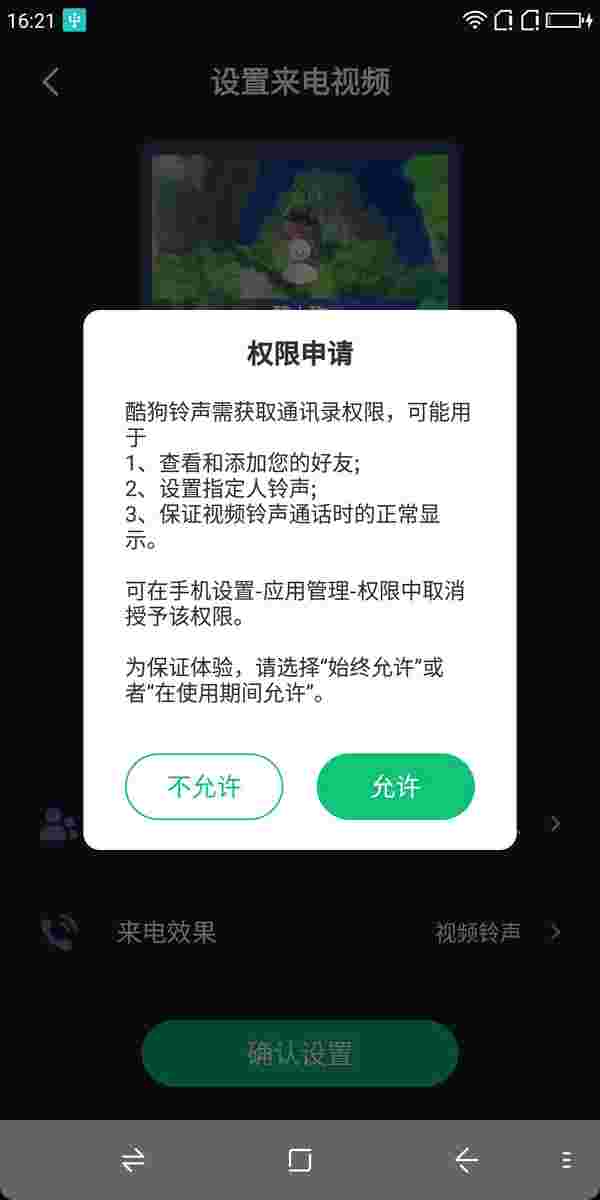 16:21
设置来电视频
权限申请
酷狗铃声需获取通讯录权限，可能用
于
1、查看和添加您的好友;
2、设置指定人铃声;
3、保证视频铃声通话时的正常显
示。
可在手机设置-应用管理-权限中取消
授予该权限。
为保证体验，请选择“始终允许”或
者“在使用期间允许”。
不允许
允许
来电效果
视频铃声
确认设置